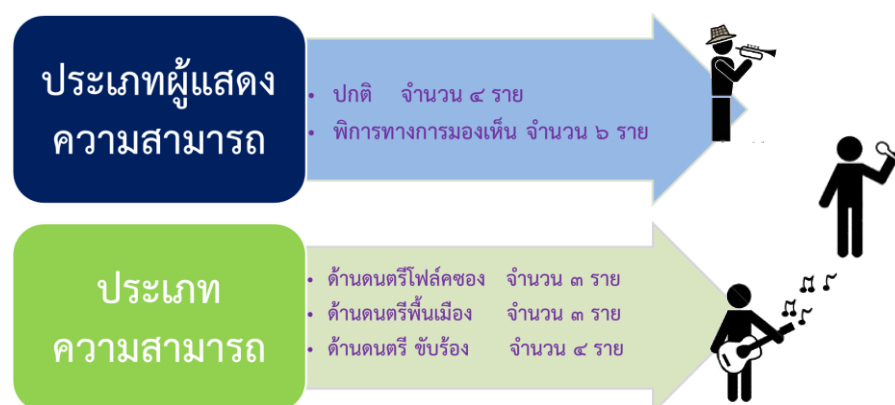 ประเภทผู้แสดง
ความสามารถ
• ปกติ จำนวน ๔ ราย
• พิการทางการมองเห็น จำนวน ๖ ราย
ประเภท
ความสามารถ
• ด้านดนตรีโฟล์คซอง จำนวน ๓ ราย
• ด้านดนตรีพื้นเมือง จำนวน ๓ ราย
• ด้านดนตรี ขับร้อง จำนวน ๔ ราย